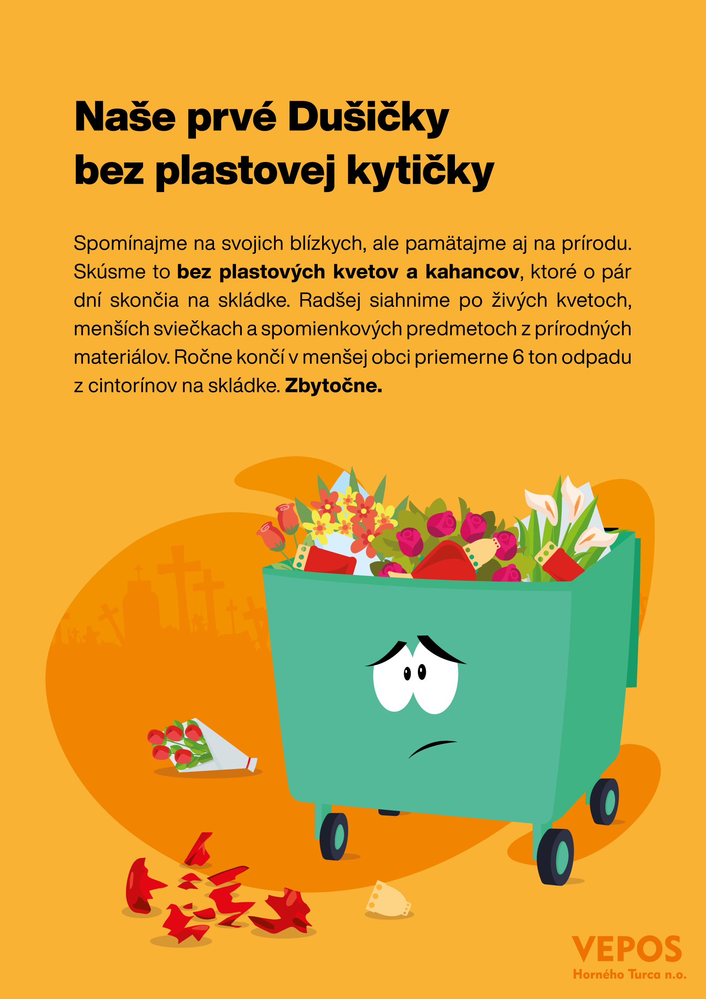 Naše prvé Dušičky
bez plastovej kytičky
Spomínajme na svojich blízkych, ale pamätajme aj na prírodu.
Skúsme to bez plastových kvetov a kahancov, ktoré o pár
dní skončia na skládke. Radšej siahnime po živých kvetoch,
menších sviečkach a spomienkových predmetoch z prírodných
materiálov. Ročne končí v menšej obci priemerne 6 ton odpadu
z cintorínov na skládke. Zbytočne.
VEPOS
Horného Turca n.o.